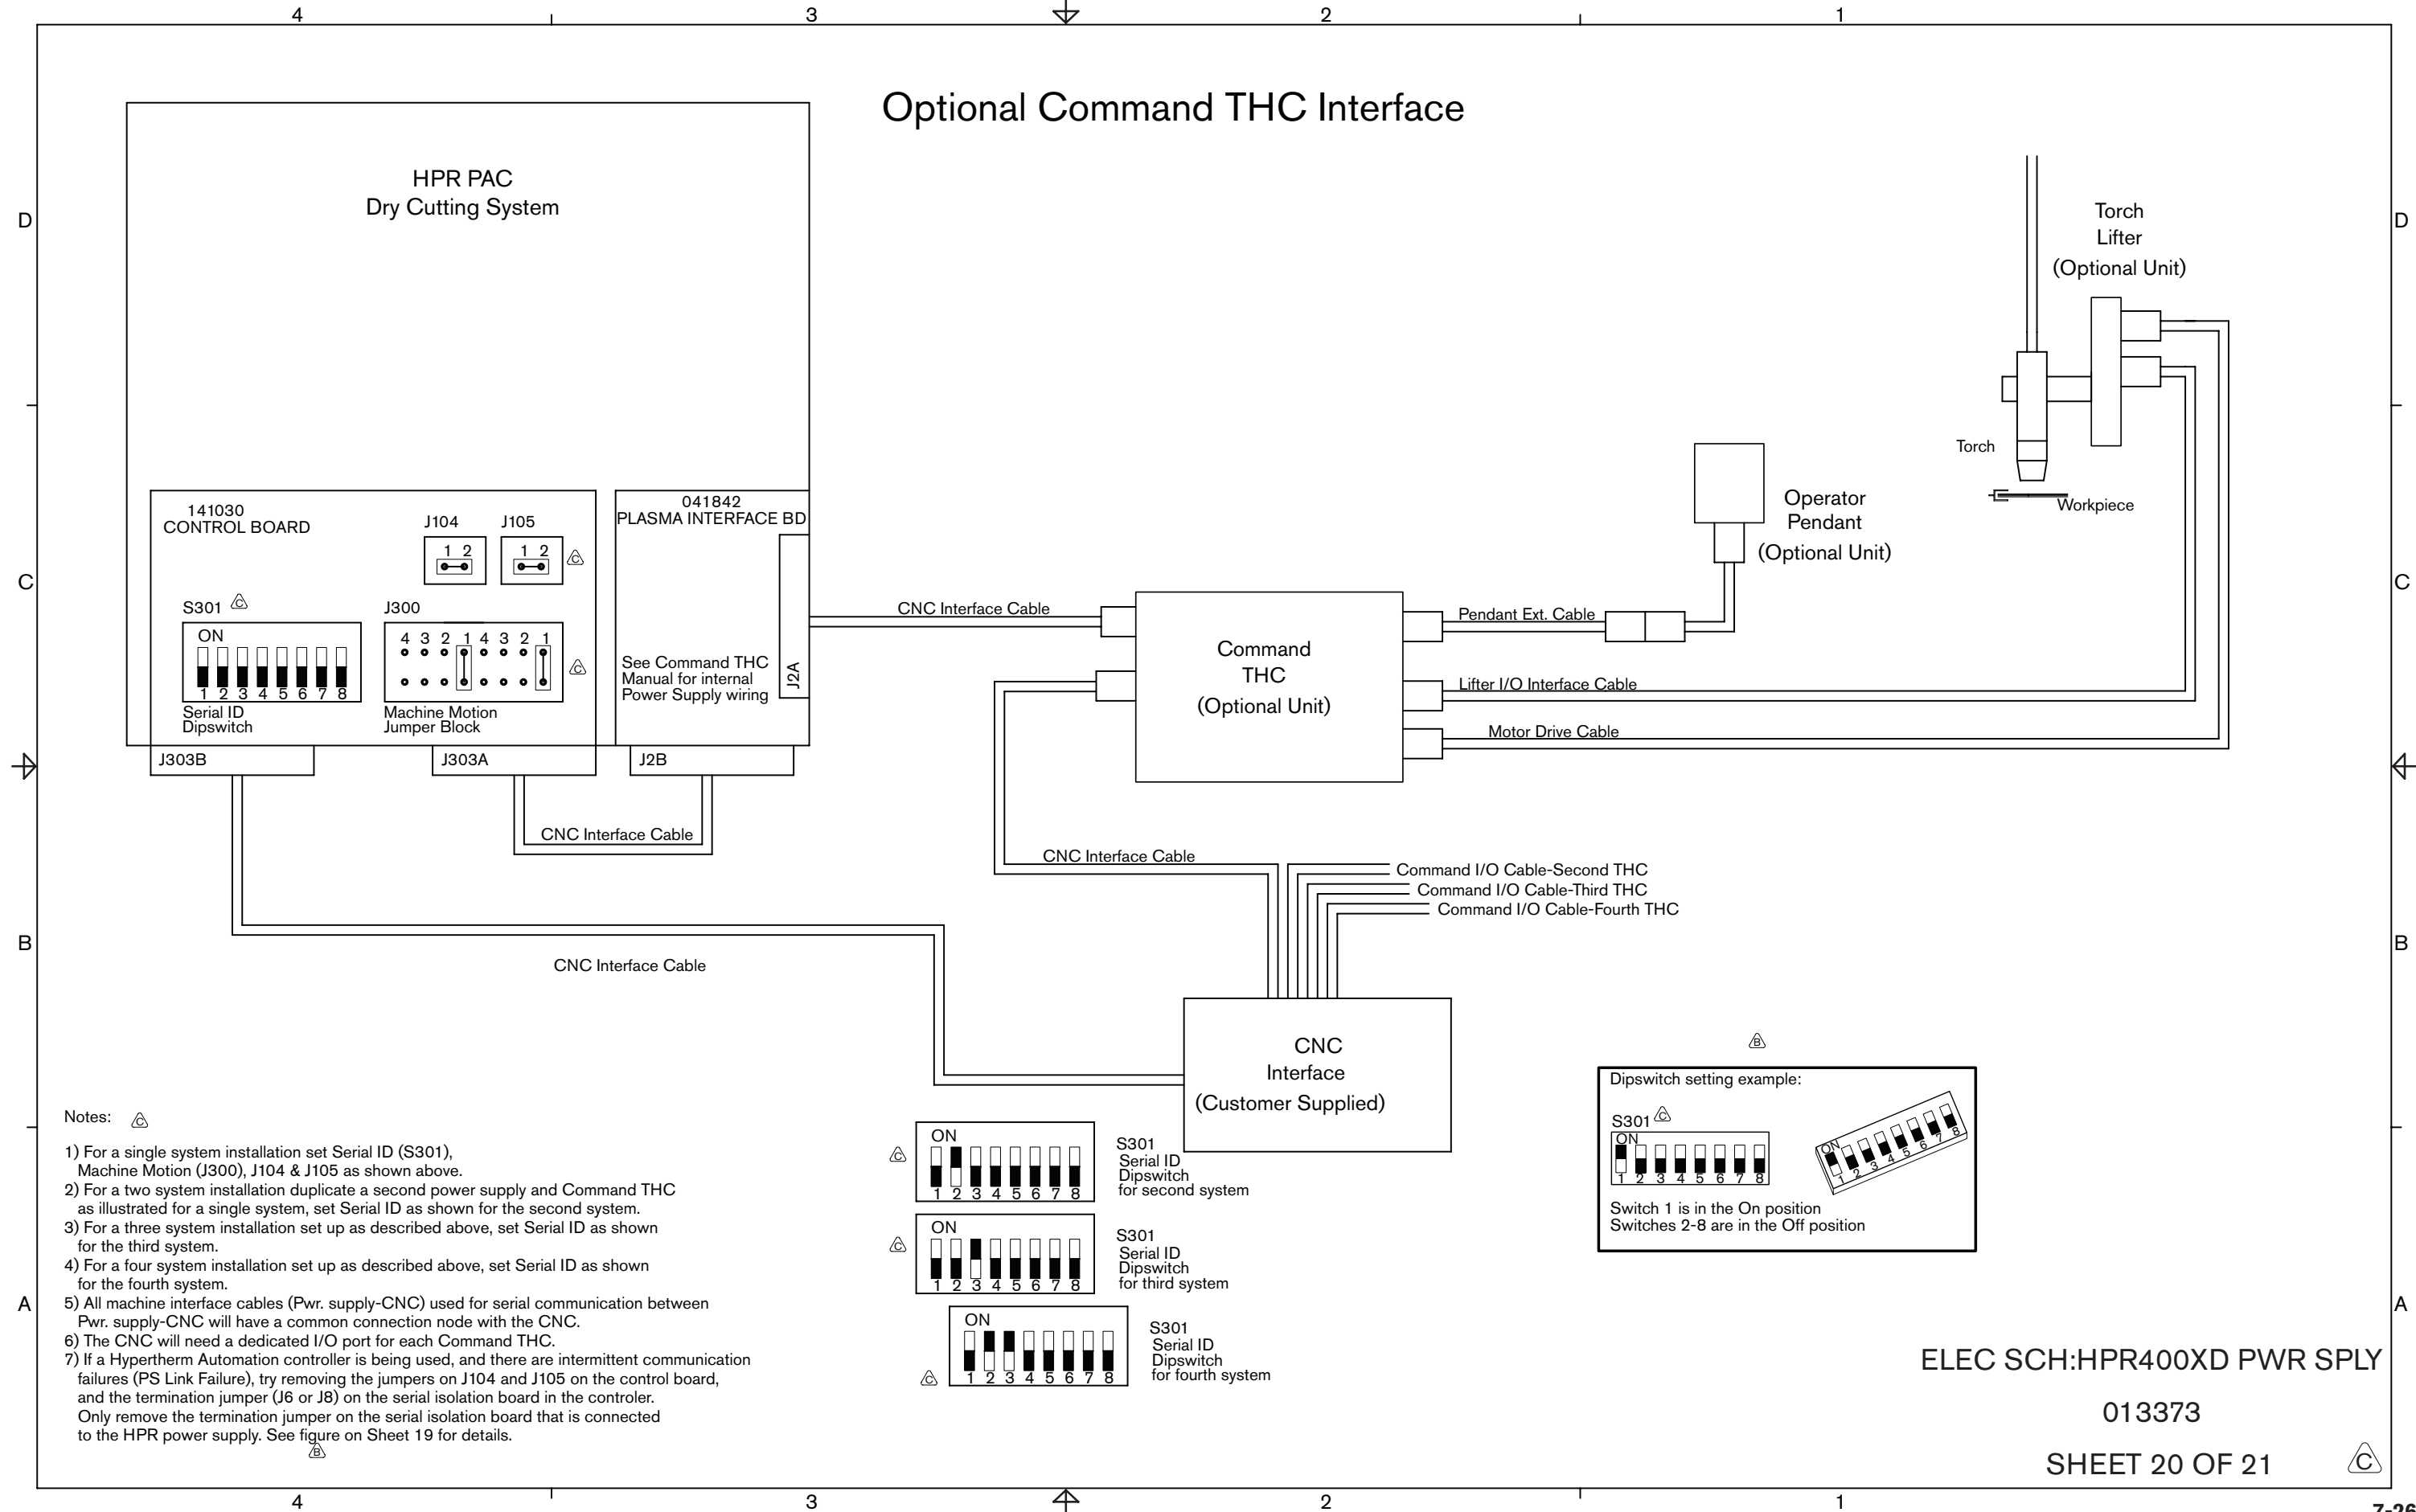 4 3 2 1
Optional Command THC Interface
HPR PAC
Dry Cutting System
D
D
Torch
Lifter
(Optional Unit)
Torch
Workpiece
Operator
Pendant
(Optional Unit)
141030
CONTROL BOARD
J104
1 2
J105
1 2
C
041842
PLASMA INTERFACE BD
C
C
S301
C
ON
1 2 3 4 5 6 7 8
Serial ID
Dipswitch
J300
4 3 2 1 4 3 2 1
C
Machine Motion
Jumper Block
See Command THC
Manual for internal
Power Supply wiring
J2A
CNC Interface Cable
Command
THC
(Optional Unit)
Pendant Ext. Cable
Lifter I/O Interface Cable
Motor Drive Cable
J303B
J303A
J2B
CNC Interface Cable
CNC Interface Cable
Command I/O Cable-Second THC
Command I/O Cable-Third THC
Command I/O Cable-Fourth THC
B
B
CNC Interface Cable
CNC
Interface
(Customer Supplied)
B
Dipswitch setting example:
S301
C
ON
1 2 3 4 5 6 7 8
ON
1 2 3 4 5 6 7 8
Switch 1 is in the On position
Switches 2-8 are in the Off position
Notes:
C
1) For a single system installation set Serial ID (S301),
Machine Motion (J300), J104 & J105 as shown above.
2) For a two system installation duplicate a second power supply and Command THC
as illustrated for a single system, set Serial ID as shown for the second system.
3) For a three system installation set up as described above, set Serial ID as shown
for the third system.
4) For a four system installation set up as described above, set Serial ID as shown
for the fourth system.
5) All machine interface cables (Pwr. supply-CNC) used for serial communication between
Pwr. supply-CNC will have a common connection node with the CNC.
6) The CNC will need a dedicated I/O port for each Command THC.
7) If a Hypertherm Automation controller is being used, and there are intermittent communication
failures (PS Link Failure), try removing the jumpers on J104 and J105 on the control board,
and the termination jumper (J6 or J8) on the serial isolation board in the controler.
Only remove the termination jumper on the serial isolation board that is connected
to the HPR power supply. See figure on Sheet 19 for details.
B
C
ON
1 2 3 4 5 6 7 8
S301
Serial ID
Dipswitch
for second system
C
ON
1 2 3 4 5 6 7 8
S301
Serial ID
Dipswitch
for third system
C
ON
1 2 3 4 5 6 7 8
S301
Serial ID
Dipswitch
for fourth system
A
A
ELEC SCH:HPR400XD PWR SPLY
013373
SHEET 20 OF 21
C
4 3 2 1
7-26